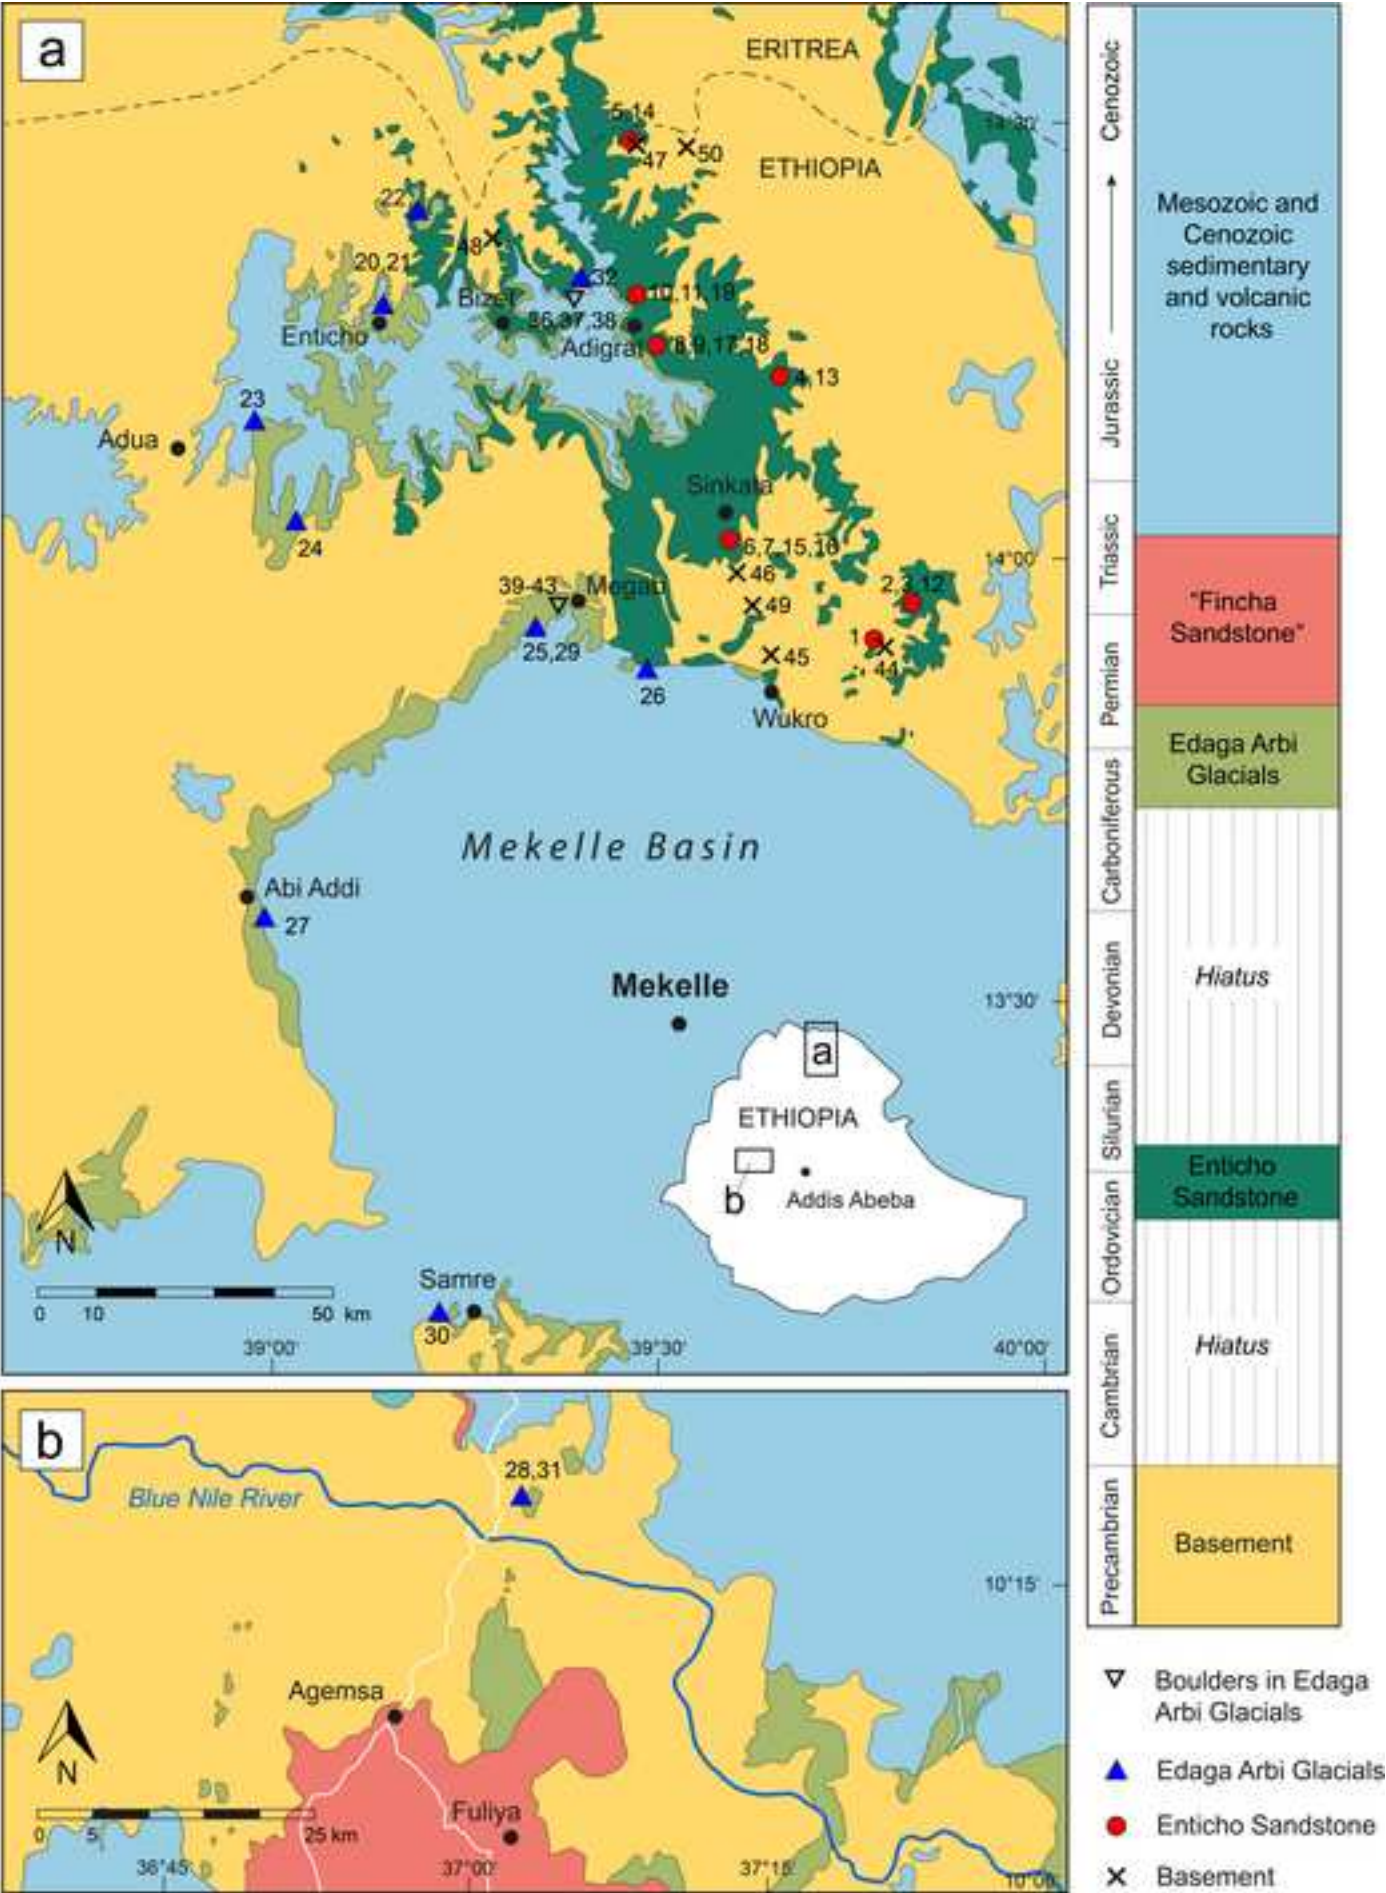 a
ERITREA
ETHIOPIA
14°30'
5-14
47
50
22
48
20,21
32
Bizet
10,11,19
Enticho
36,37,38
Adigrat
8,9,17,18
4,13
23
Adua
Sinkata
24
6,7,15,16
14°00'
46
2,3,12
39-43
Megab
49
1
44
25,29
45
26
Wukro
Mekelle Basin
Abi Addi
27
Mekelle
13°30'
a
ETHIOPIA
b
Addis Abeba
N
0 10 50 km
Samre
30
39°00'
39°30'
40°00'
b
28,31
Blue Nile River
10°15'
Agemsa
N
Fuliya
0 5 25 km
36°45'
37°00'
37°15'
10°00'
Cenozoic
Jurassic
Triassic
Permian
Carboniferous
Devonian
Silurian
Ordovician
Cambrian
Precambrian
Mesozoic and
Cenozoic
sedimentary
and volcanic
rocks
"Fincha
Sandstone"
Edaga Arbi
Glacials
Hiatus
Enticho
Sandstone
Hiatus
Basement
Boulders in Edaga
Arbi Glacials
Edaga Arbi Glacials
Enticho Sandstone
Basement